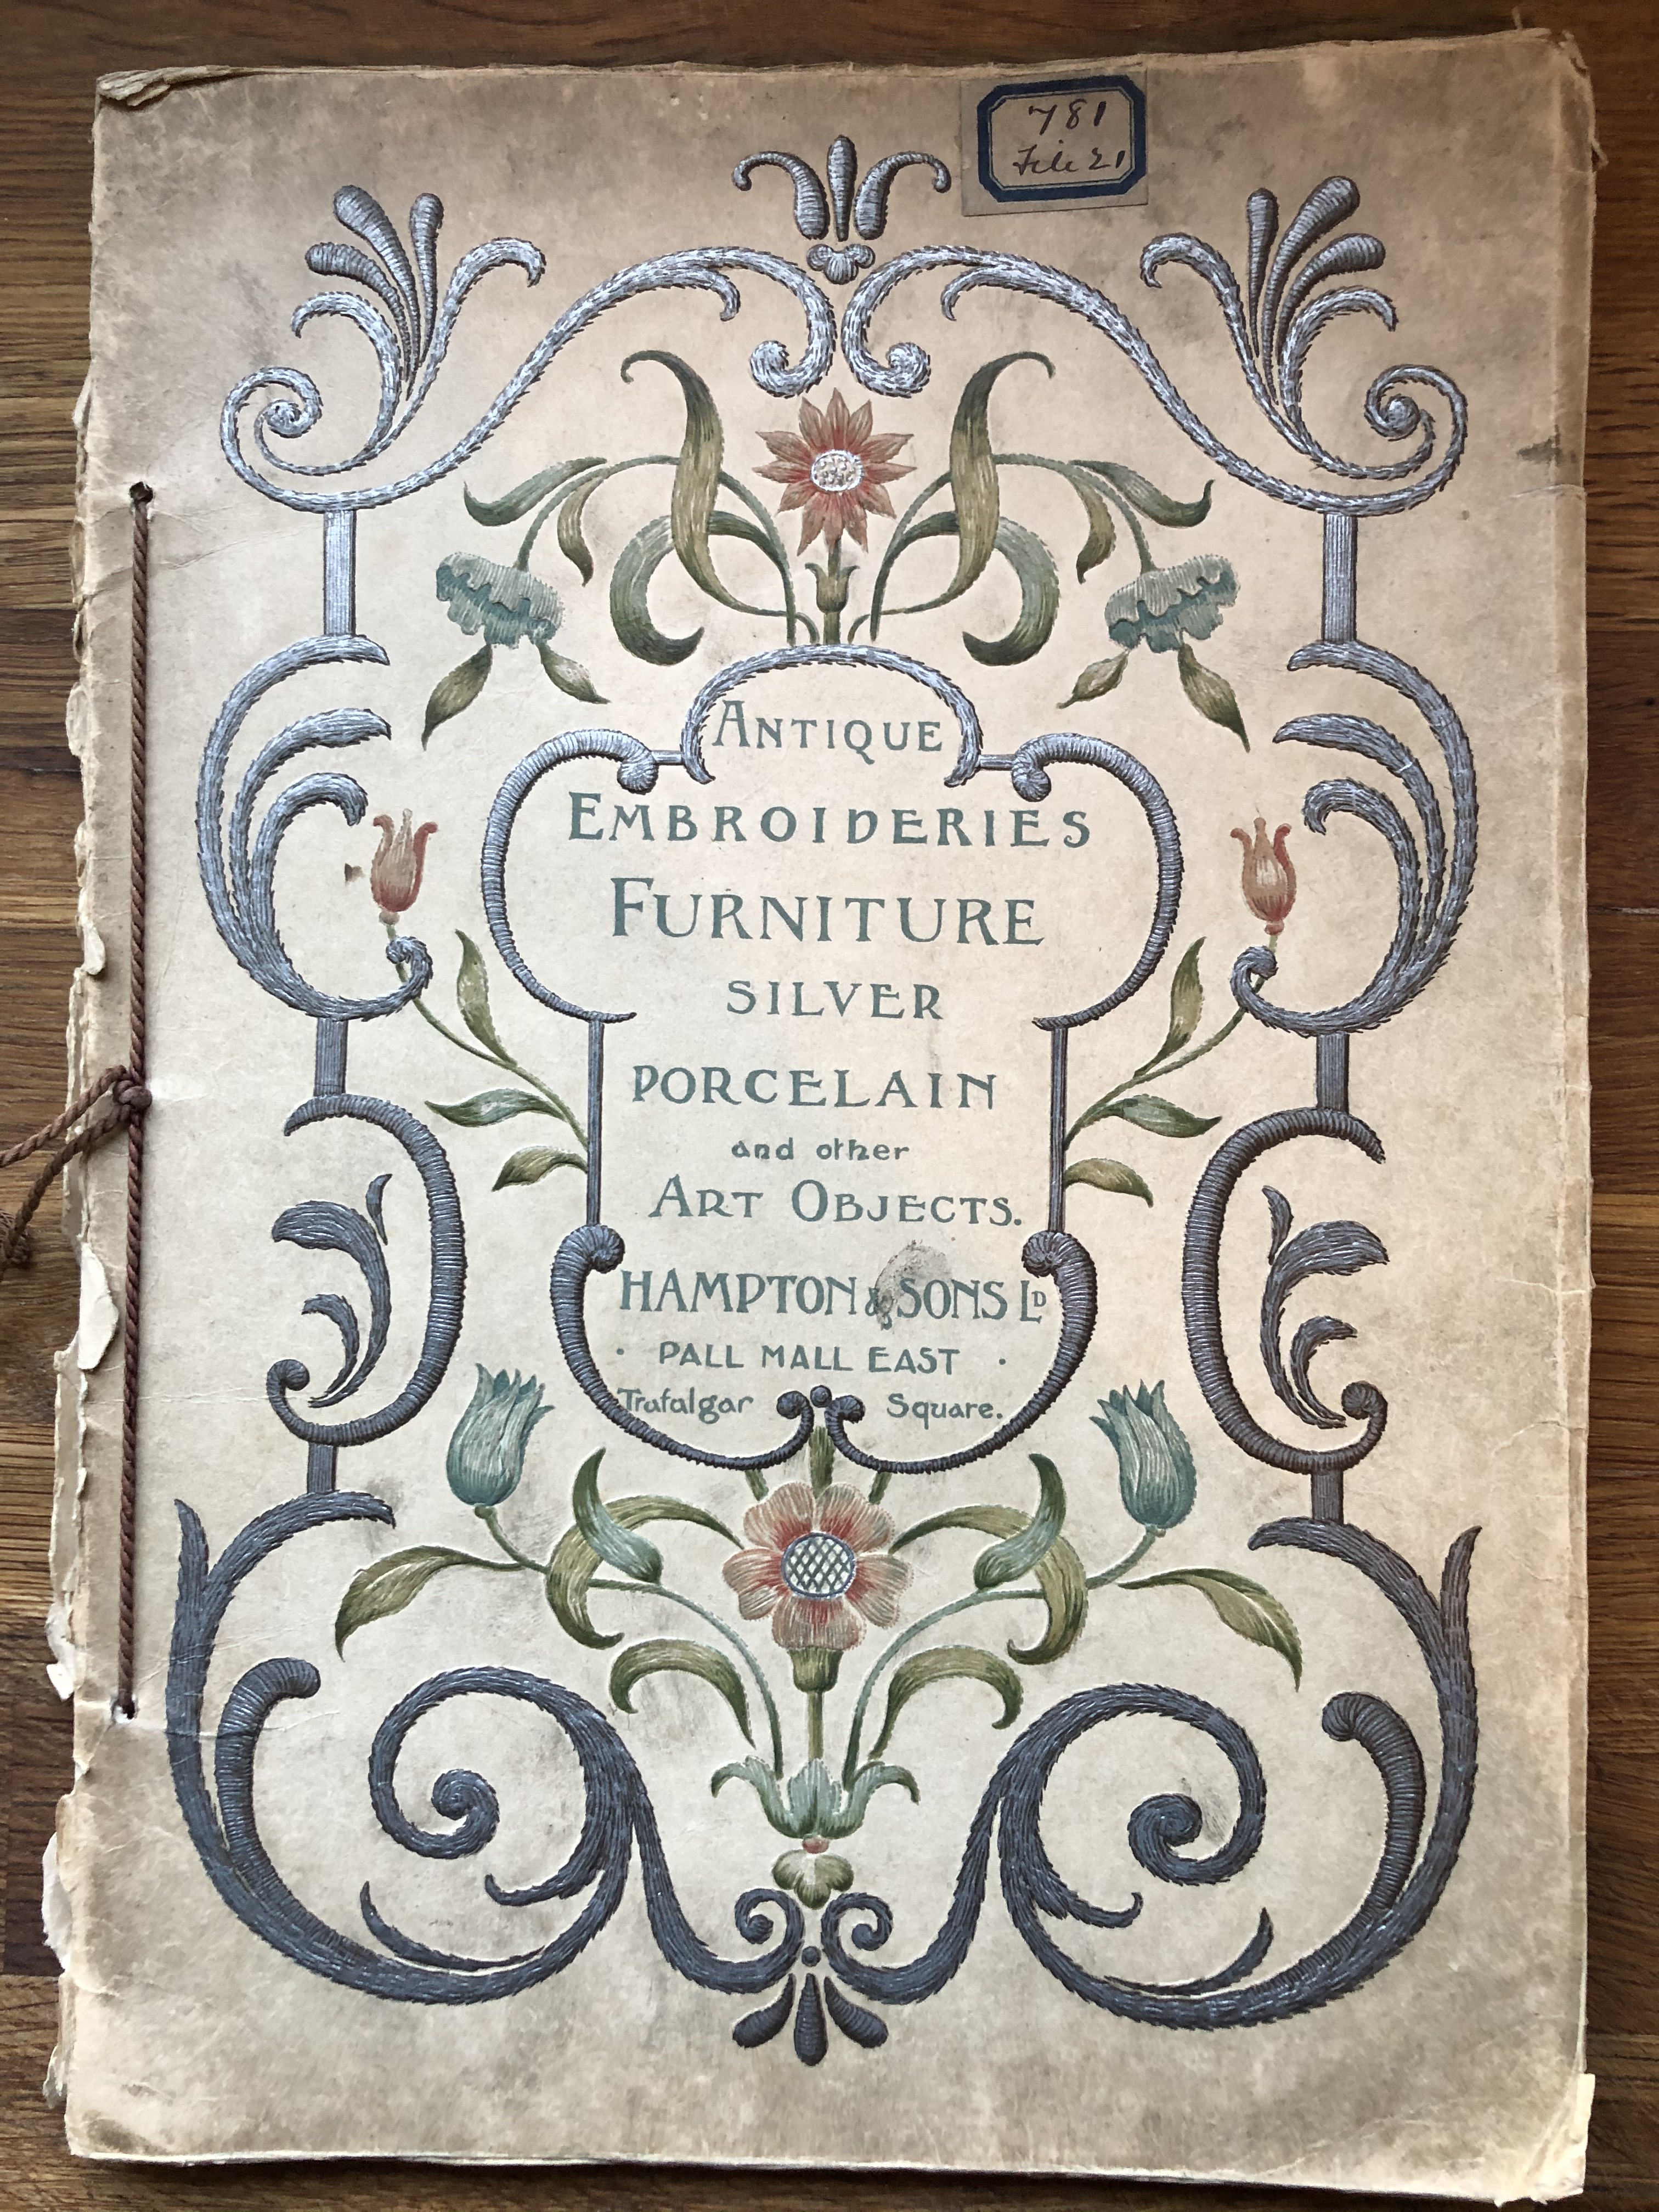 781
File 21
ANTIQUE
EMBROIDERIES
FURNITURE
SILVER
PORCELAIN
and other
ART OBJECTS.
HAMPTON & SONS LD
· PALL MALL EAST ·
Trafalgar Square.